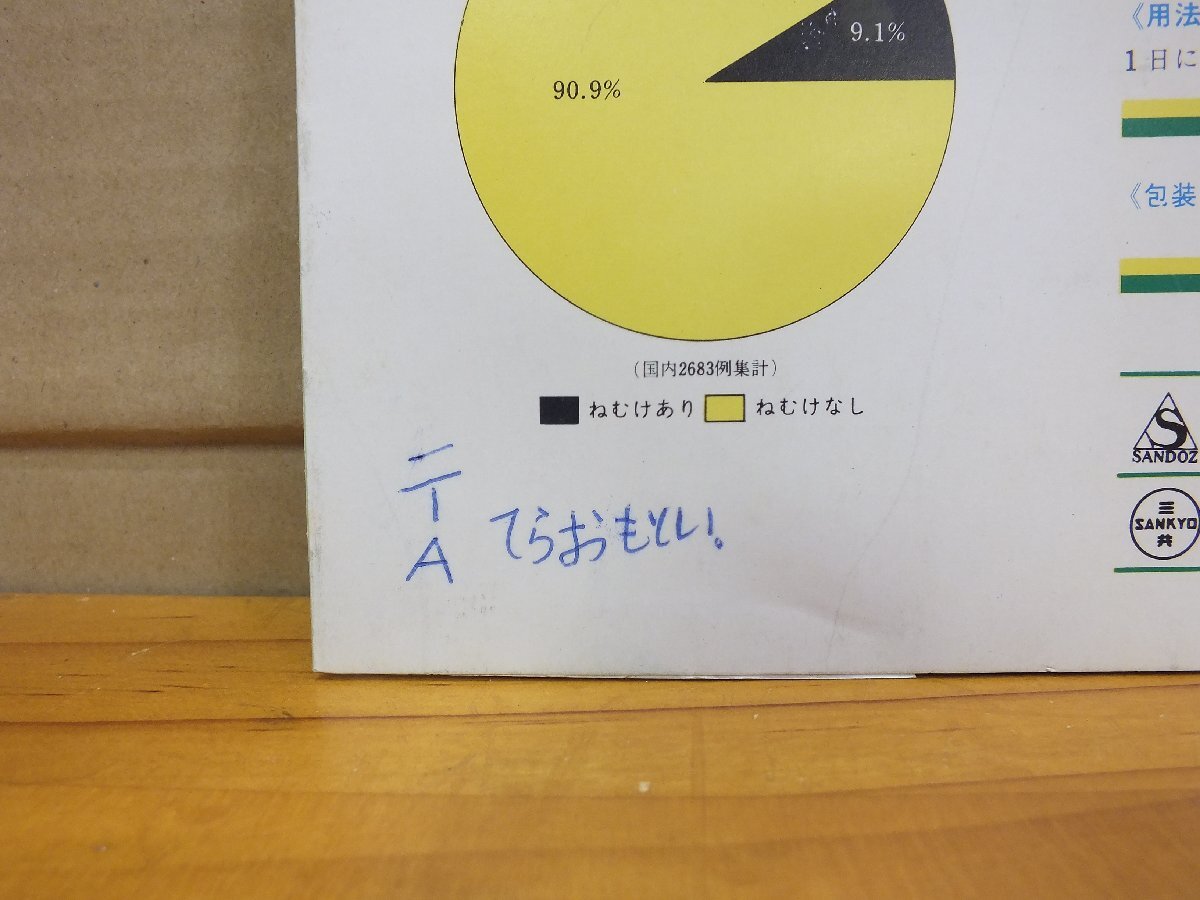 9.1%
90.9%
《用法
1日に
《包装
(国内2683例集計)
ねむけあり ねむけなし
S
SANDOZ
三
SANKYO
共
A
てらおもとい!